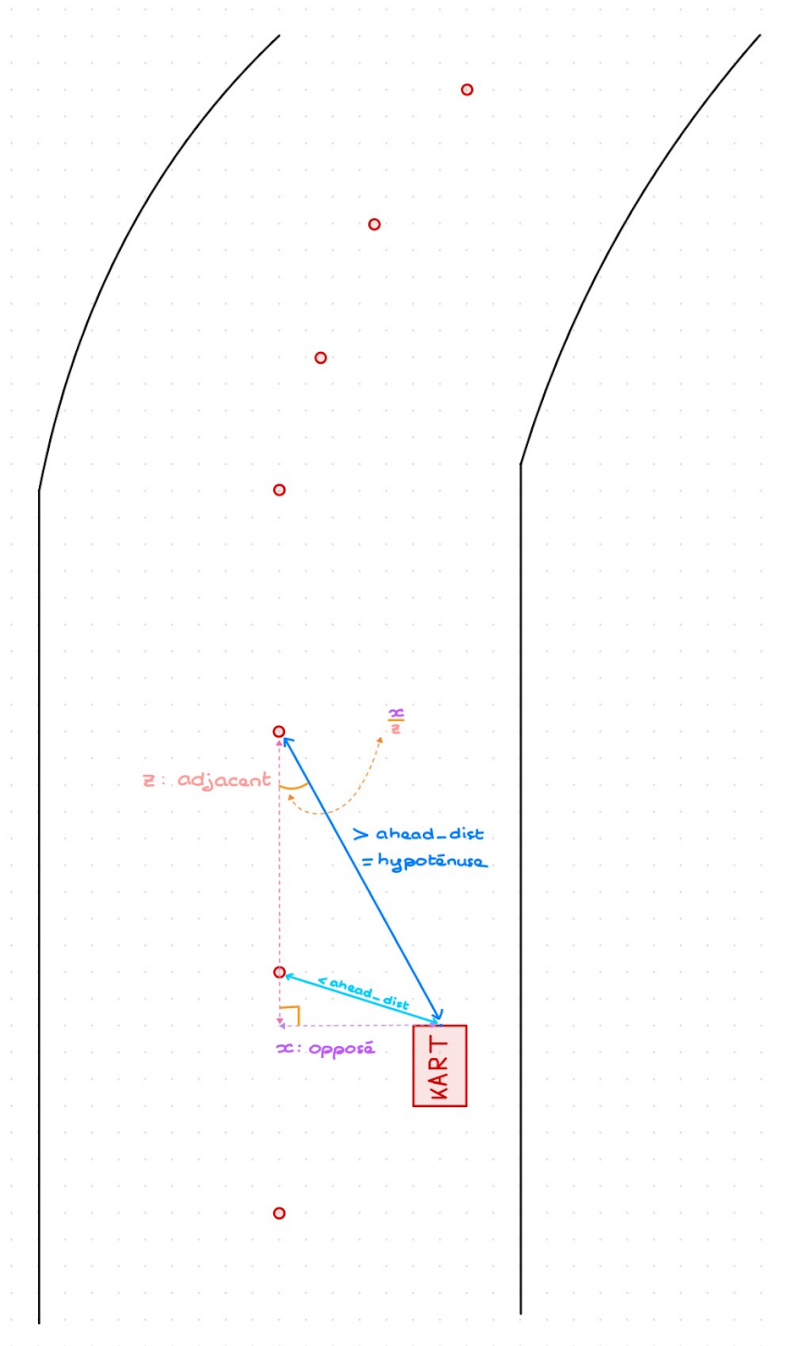 x
z
z: adjacent
> ahead_dist
= hypoténuse
< ahead_dist
x: opposé
KART